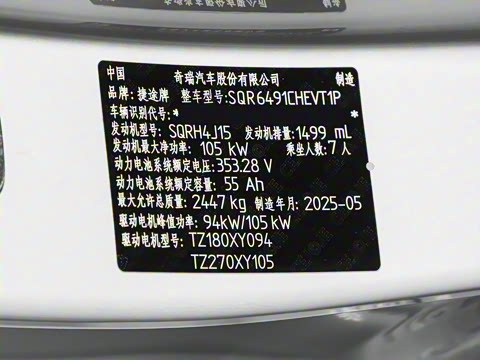 中国 奇瑞汽车股份有限公司 制造
品牌: 捷途牌 整车型号: SQR6491CHEVT1P
车辆识别代号: * *
发动机型号: SQRH4J15 发动机排量: 1499 mL
发动机最大净功率: 105 kW 乘坐人数: 7 人
动力电池系统额定电压: 353.28 V
动力电池系统额定容量: 55 Ah
最大允许总质量: 2447 kg 制造年月: 2025-05
驱动电机峰值功率: 94kW/105 kW
驱动电机型号: TZ180XY094
TZ270XY105